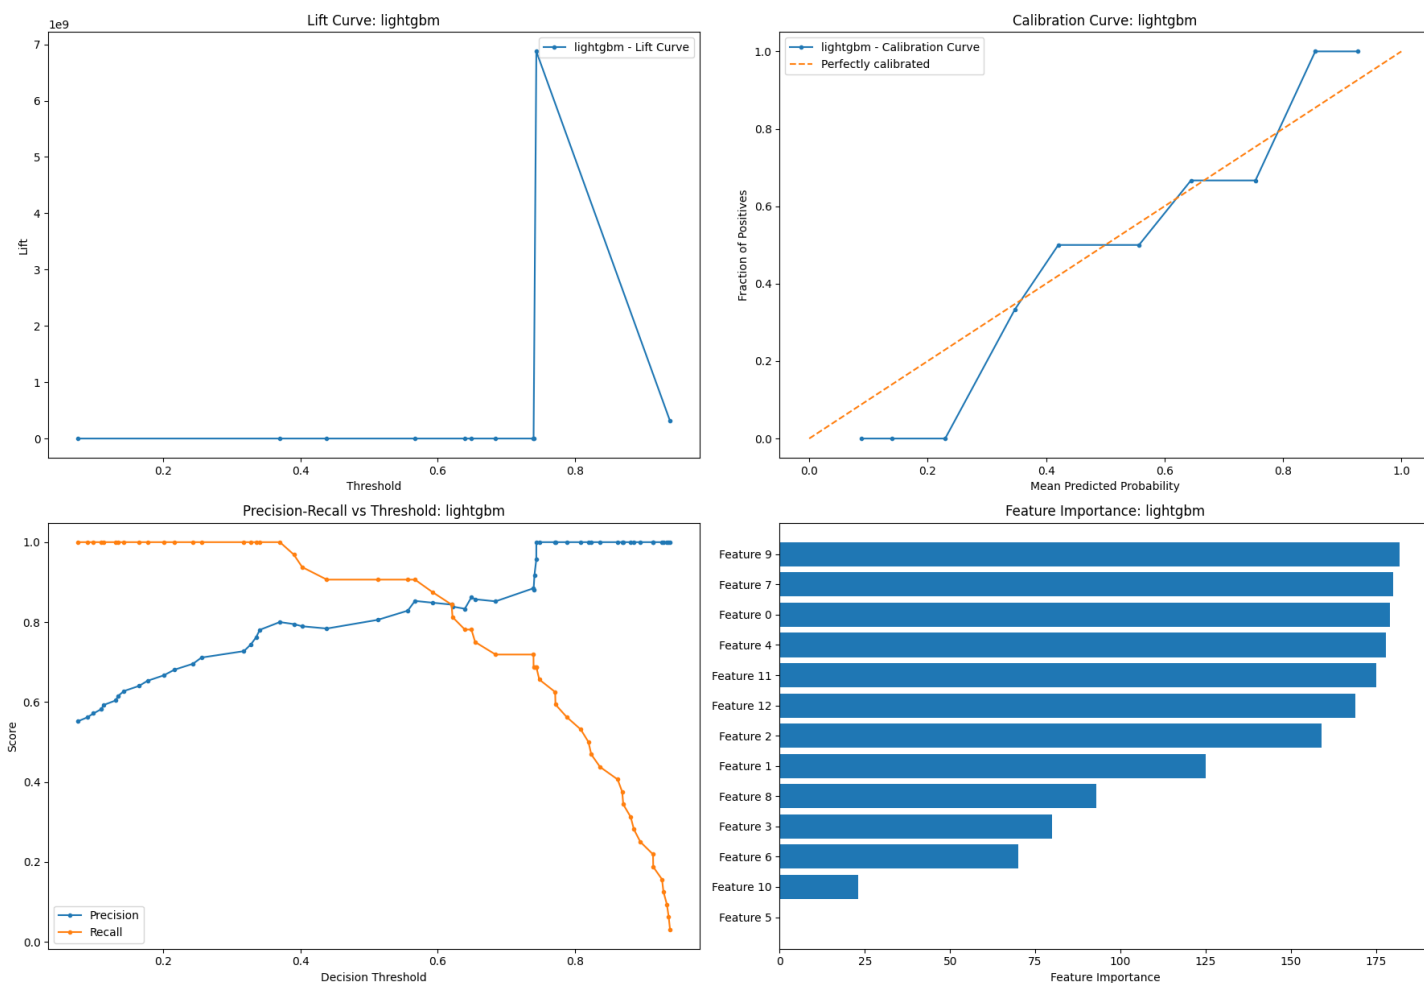 Lift Curve: lightgbm
1e9
lightgbm - Lift Curve
7
6
5
4
3
2
1
0
Lift
0.2 0.4 0.6 0.8
Threshold
Calibration Curve: lightgbm
lightgbm - Calibration Curve
Perfectly calibrated
1.0
0.8
0.6
0.4
0.2
0.0
Fraction of Positives
0.0 0.2 0.4 0.6 0.8 1.0
Mean Predicted Probability
Precision-Recall vs Threshold: lightgbm
1.0
0.8
0.6
0.4
0.2
0.0
Score
Precision
Recall
0.2 0.4 0.6 0.8
Decision Threshold
Feature Importance: lightgbm
Feature 9
Feature 7
Feature 0
Feature 4
Feature 11
Feature 12
Feature 2
Feature 1
Feature 8
Feature 3
Feature 6
Feature 10
Feature 5
0 25 50 75 100 125 150 175
Feature Importance